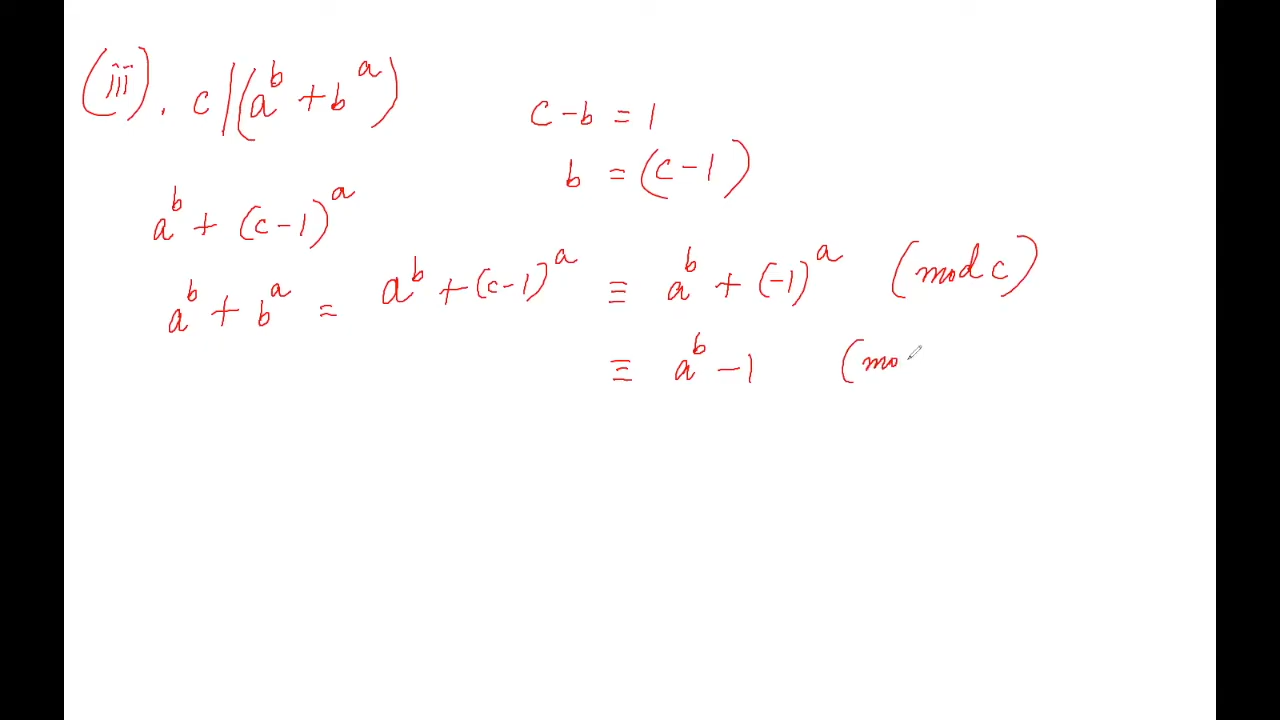 (iii). c|(a^b + b^a)
c - b = 1
b = (c - 1)
a^b + (c - 1)^a
a^b + b^a = a^b + (c - 1)^a ≡ a^b + (-1)^a (mod c)
≡ a^b - 1 (mo